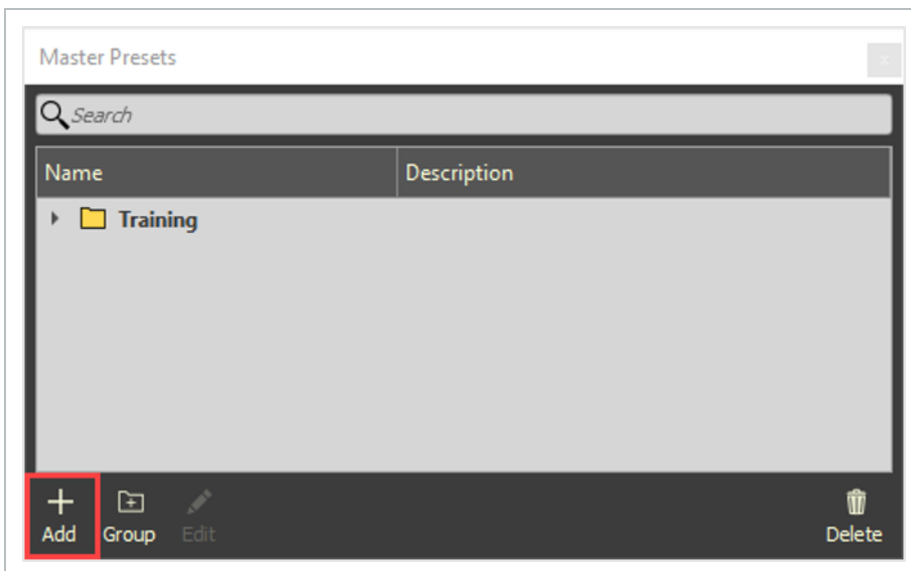 Master Presets
Search
Name Description
Training
Add Group Edit Delete